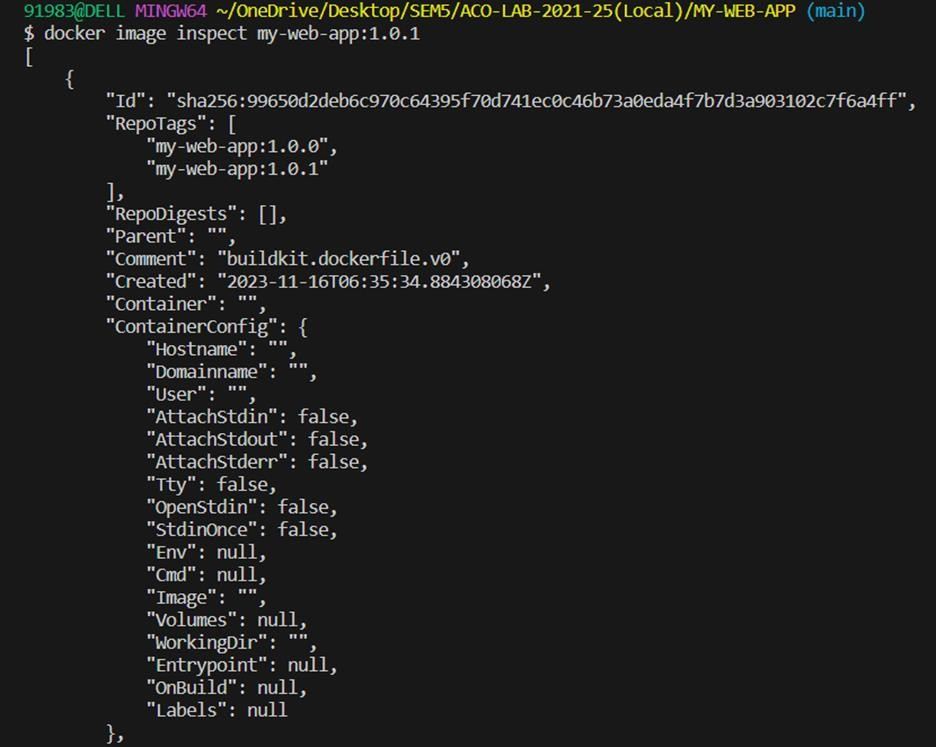 91983@DELL MINGW64 ~/OneDrive/Desktop/SEM5/ACO-LAB-2021-25(Local)/MY-WEB-APP (main)
$ docker image inspect my-web-app:1.0.1
[
    {
        "Id": "sha256:99650d2deb6c970c64395f70d741ec0c46b73a0eda4f7b7d3a903102c7f6a4ff",
        "RepoTags": [
            "my-web-app:1.0.0",
            "my-web-app:1.0.1"
        ],
        "RepoDigests": [],
        "Parent": "",
        "Comment": "buildkit.dockerfile.v0",
        "Created": "2023-11-16T06:35:34.884308068Z",
        "Container": "",
        "ContainerConfig": {
            "Hostname": "",
            "Domainname": "",
            "User": "",
            "AttachStdin": false,
            "AttachStdout": false,
            "AttachStderr": false,
            "Tty": false,
            "OpenStdin": false,
            "StdinOnce": false,
            "Env": null,
            "Cmd": null,
            "Image": "",
            "Volumes": null,
            "WorkingDir": "",
            "Entrypoint": null,
            "OnBuild": null,
            "Labels": null
        },